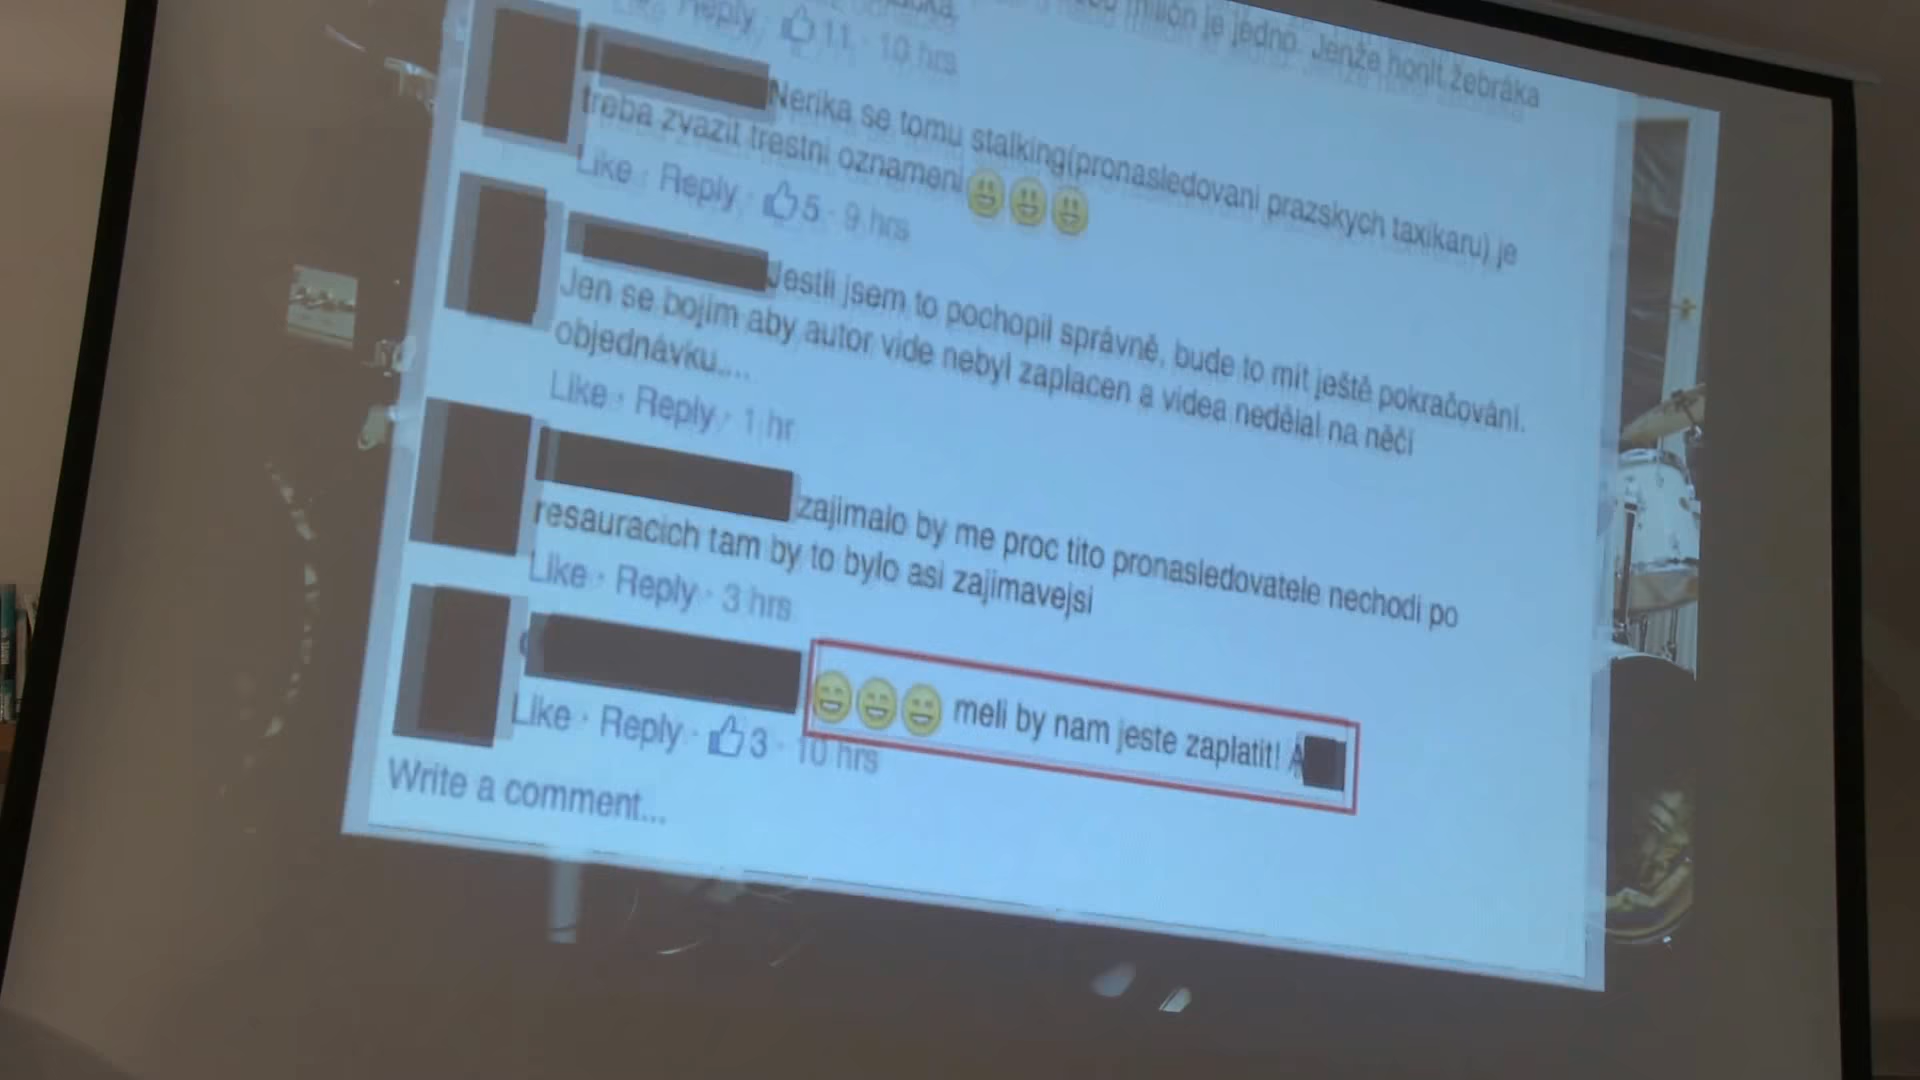 Like Reply 11 · 10 hrs
milion je jedno. Jenže honit žebráka
Nerika se tomu stalking(pronasledovani prazskych taxikaru) je
treba zvazit trestni oznameni
Like · Reply · 5 · 9 hrs
Jestli jsem to pochopil správně, bude to mít ještě pokračování.
Jen se bojím aby autor vide nebyl zaplacen a videa nedělal na něčí
objednávku....
Like · Reply · 1 hr
zajimalo by me proc tito pronasledovatele nechodi po
resauracich tam by to bylo asi zajimavejsi
Like · Reply · 3 hrs
meli by nam jeste zaplatit! A
Like · Reply · 3 · 10 hrs
Write a comment...